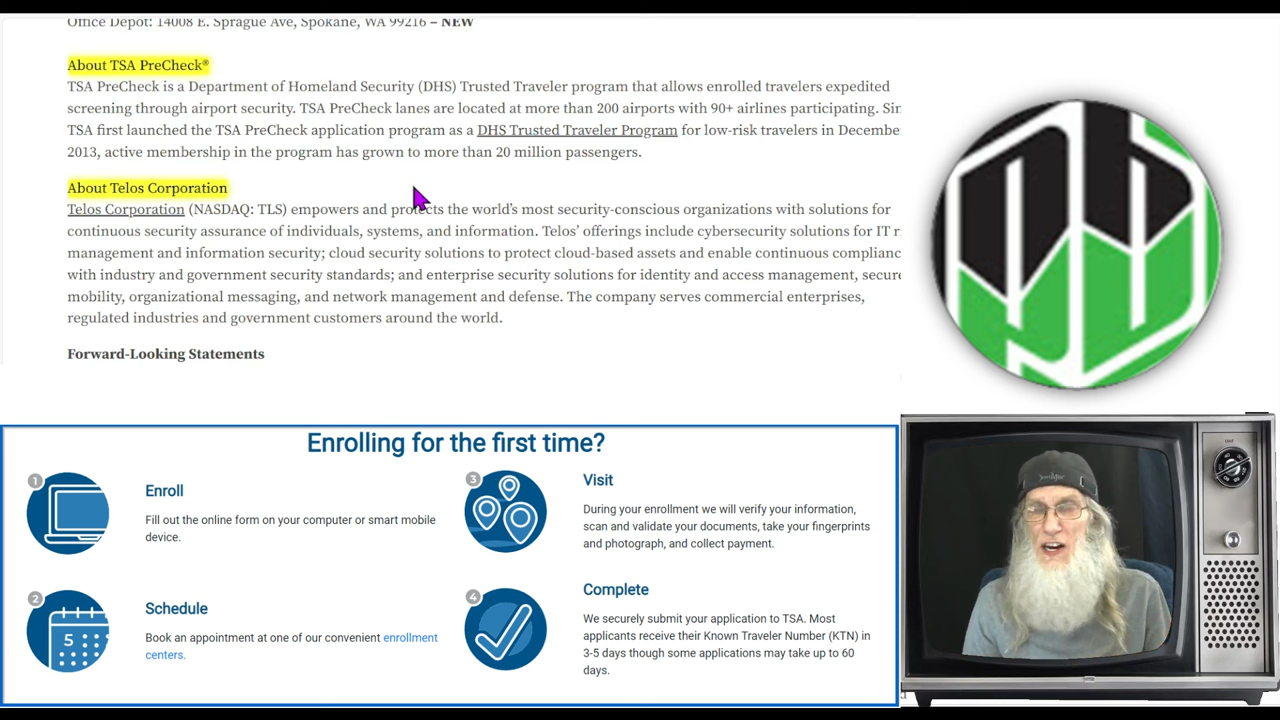 Office Depot: 14008 E. Sprague Ave, Spokane, WA 99216 – NEW
About TSA PreCheck®
TSA PreCheck is a Department of Homeland Security (DHS) Trusted Traveler program that allows enrolled travelers expedited
screening through airport security. TSA PreCheck lanes are located at more than 200 airports with 90+ airlines participating. Sin
TSA first launched the TSA PreCheck application program as a DHS Trusted Traveler Program for low-risk travelers in Decembe
2013, active membership in the program has grown to more than 20 million passengers.
About Telos Corporation
Telos Corporation (NASDAQ: TLS) empowers and protects the world's most security-conscious organizations with solutions for
continuous security assurance of individuals, systems, and information. Telos' offerings include cybersecurity solutions for IT r
management and information security; cloud security solutions to protect cloud-based assets and enable continuous complianc
with industry and government security standards; and enterprise security solutions for identity and access management, secure
mobility, organizational messaging, and network management and defense. The company serves commercial enterprises,
regulated industries and government customers around the world.
Forward-Looking Statements
Enrolling for the first time?
1
Enroll
Fill out the online form on your computer or smart mobile
device.
2
5
Schedule
Book an appointment at one of our convenient enrollment
centers.
3
Visit
During your enrollment we will verify your information,
scan and validate your documents, take your fingerprints
and photograph, and collect payment.
4
Complete
We securely submit your application to TSA. Most
applicants receive their Known Traveler Number (KTN) in
3-5 days though some applications may take up to 60
days.